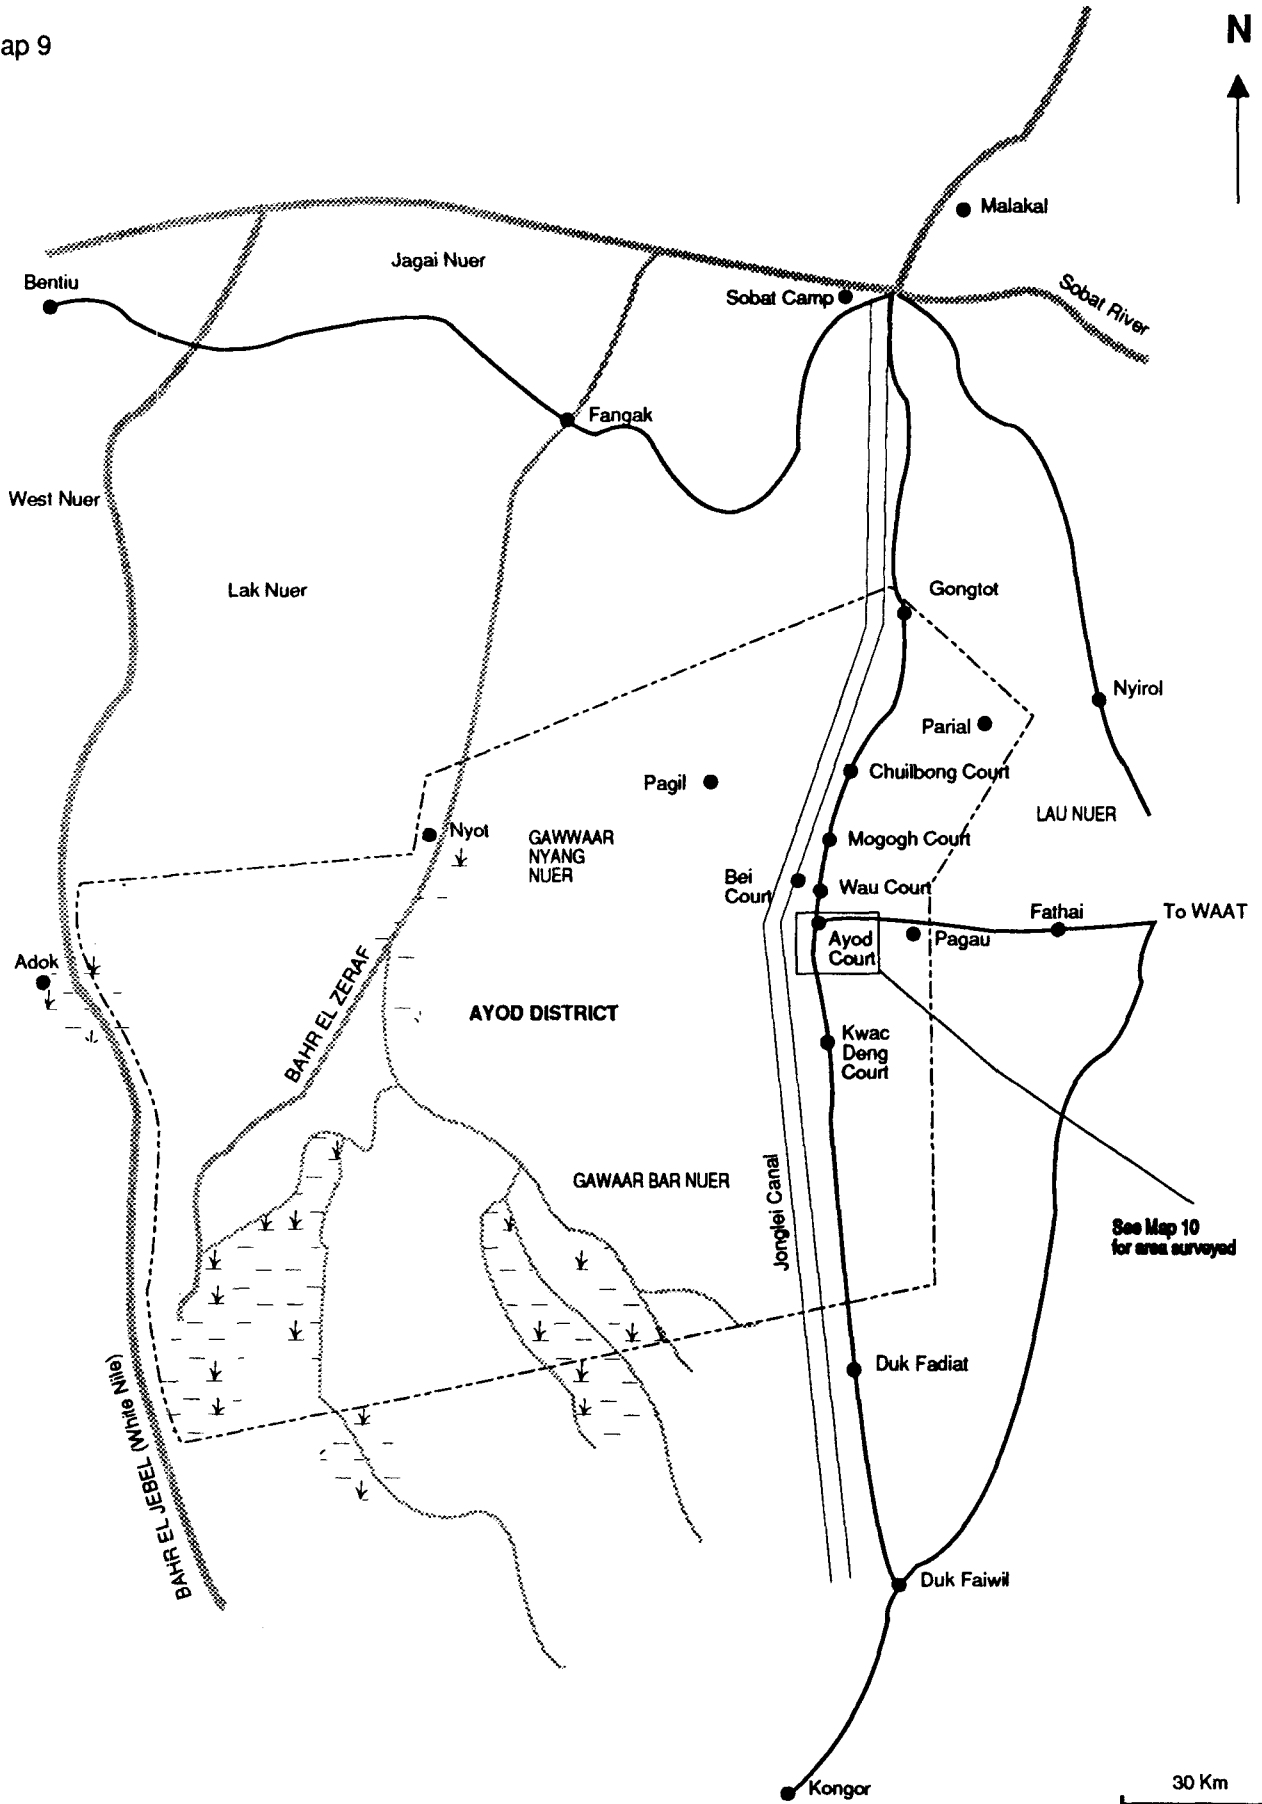 ap 9
N
Malakal
Jagai Nuer
Bentiu
Sobat Camp
Sobat River
Fangak
West Nuer
Lak Nuer
Gongtot
Nyirol
Parial
Chuilbong Court
Pagil
LAU NUER
Nyot
GAWWAAR
NYANG
NUER
Mogogh Court
Bei
Court
Wau Court
Fathai
To WAAT
Ayod
Court
Pagau
Adok
BAHR EL ZERAF
AYOD DISTRICT
Kwac
Deng
Court
GAWAAR BAR NUER
Jonglei Canal
See Map 10
for area surveyed
Duk Fadiat
BAHR EL JEBEL (White Nile)
Duk Faiwil
30 Km
Kongor